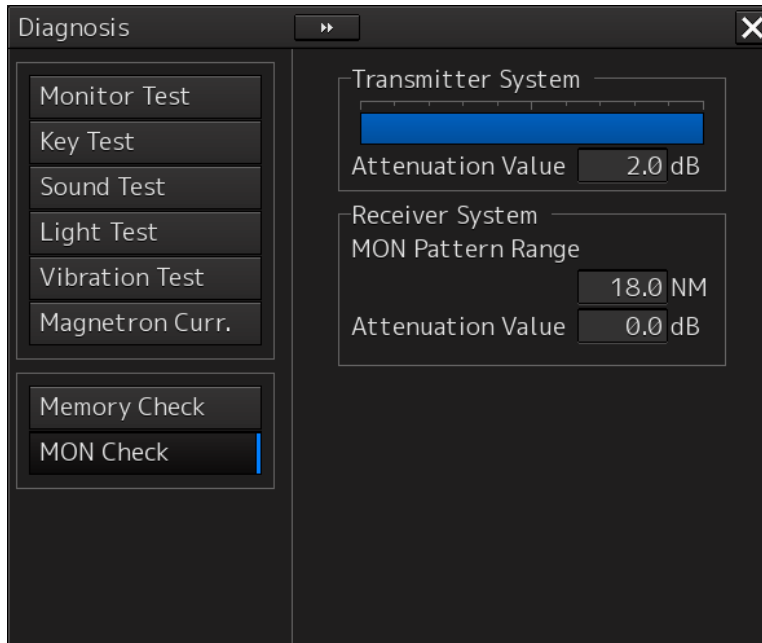 Diagnosis
Monitor Test
Key Test
Sound Test
Light Test
Vibration Test
Magnetron Curr.
Memory Check
MON Check
Transmitter System
Attenuation Value 2.0 dB
Receiver System
MON Pattern Range
18.0 NM
Attenuation Value 0.0 dB